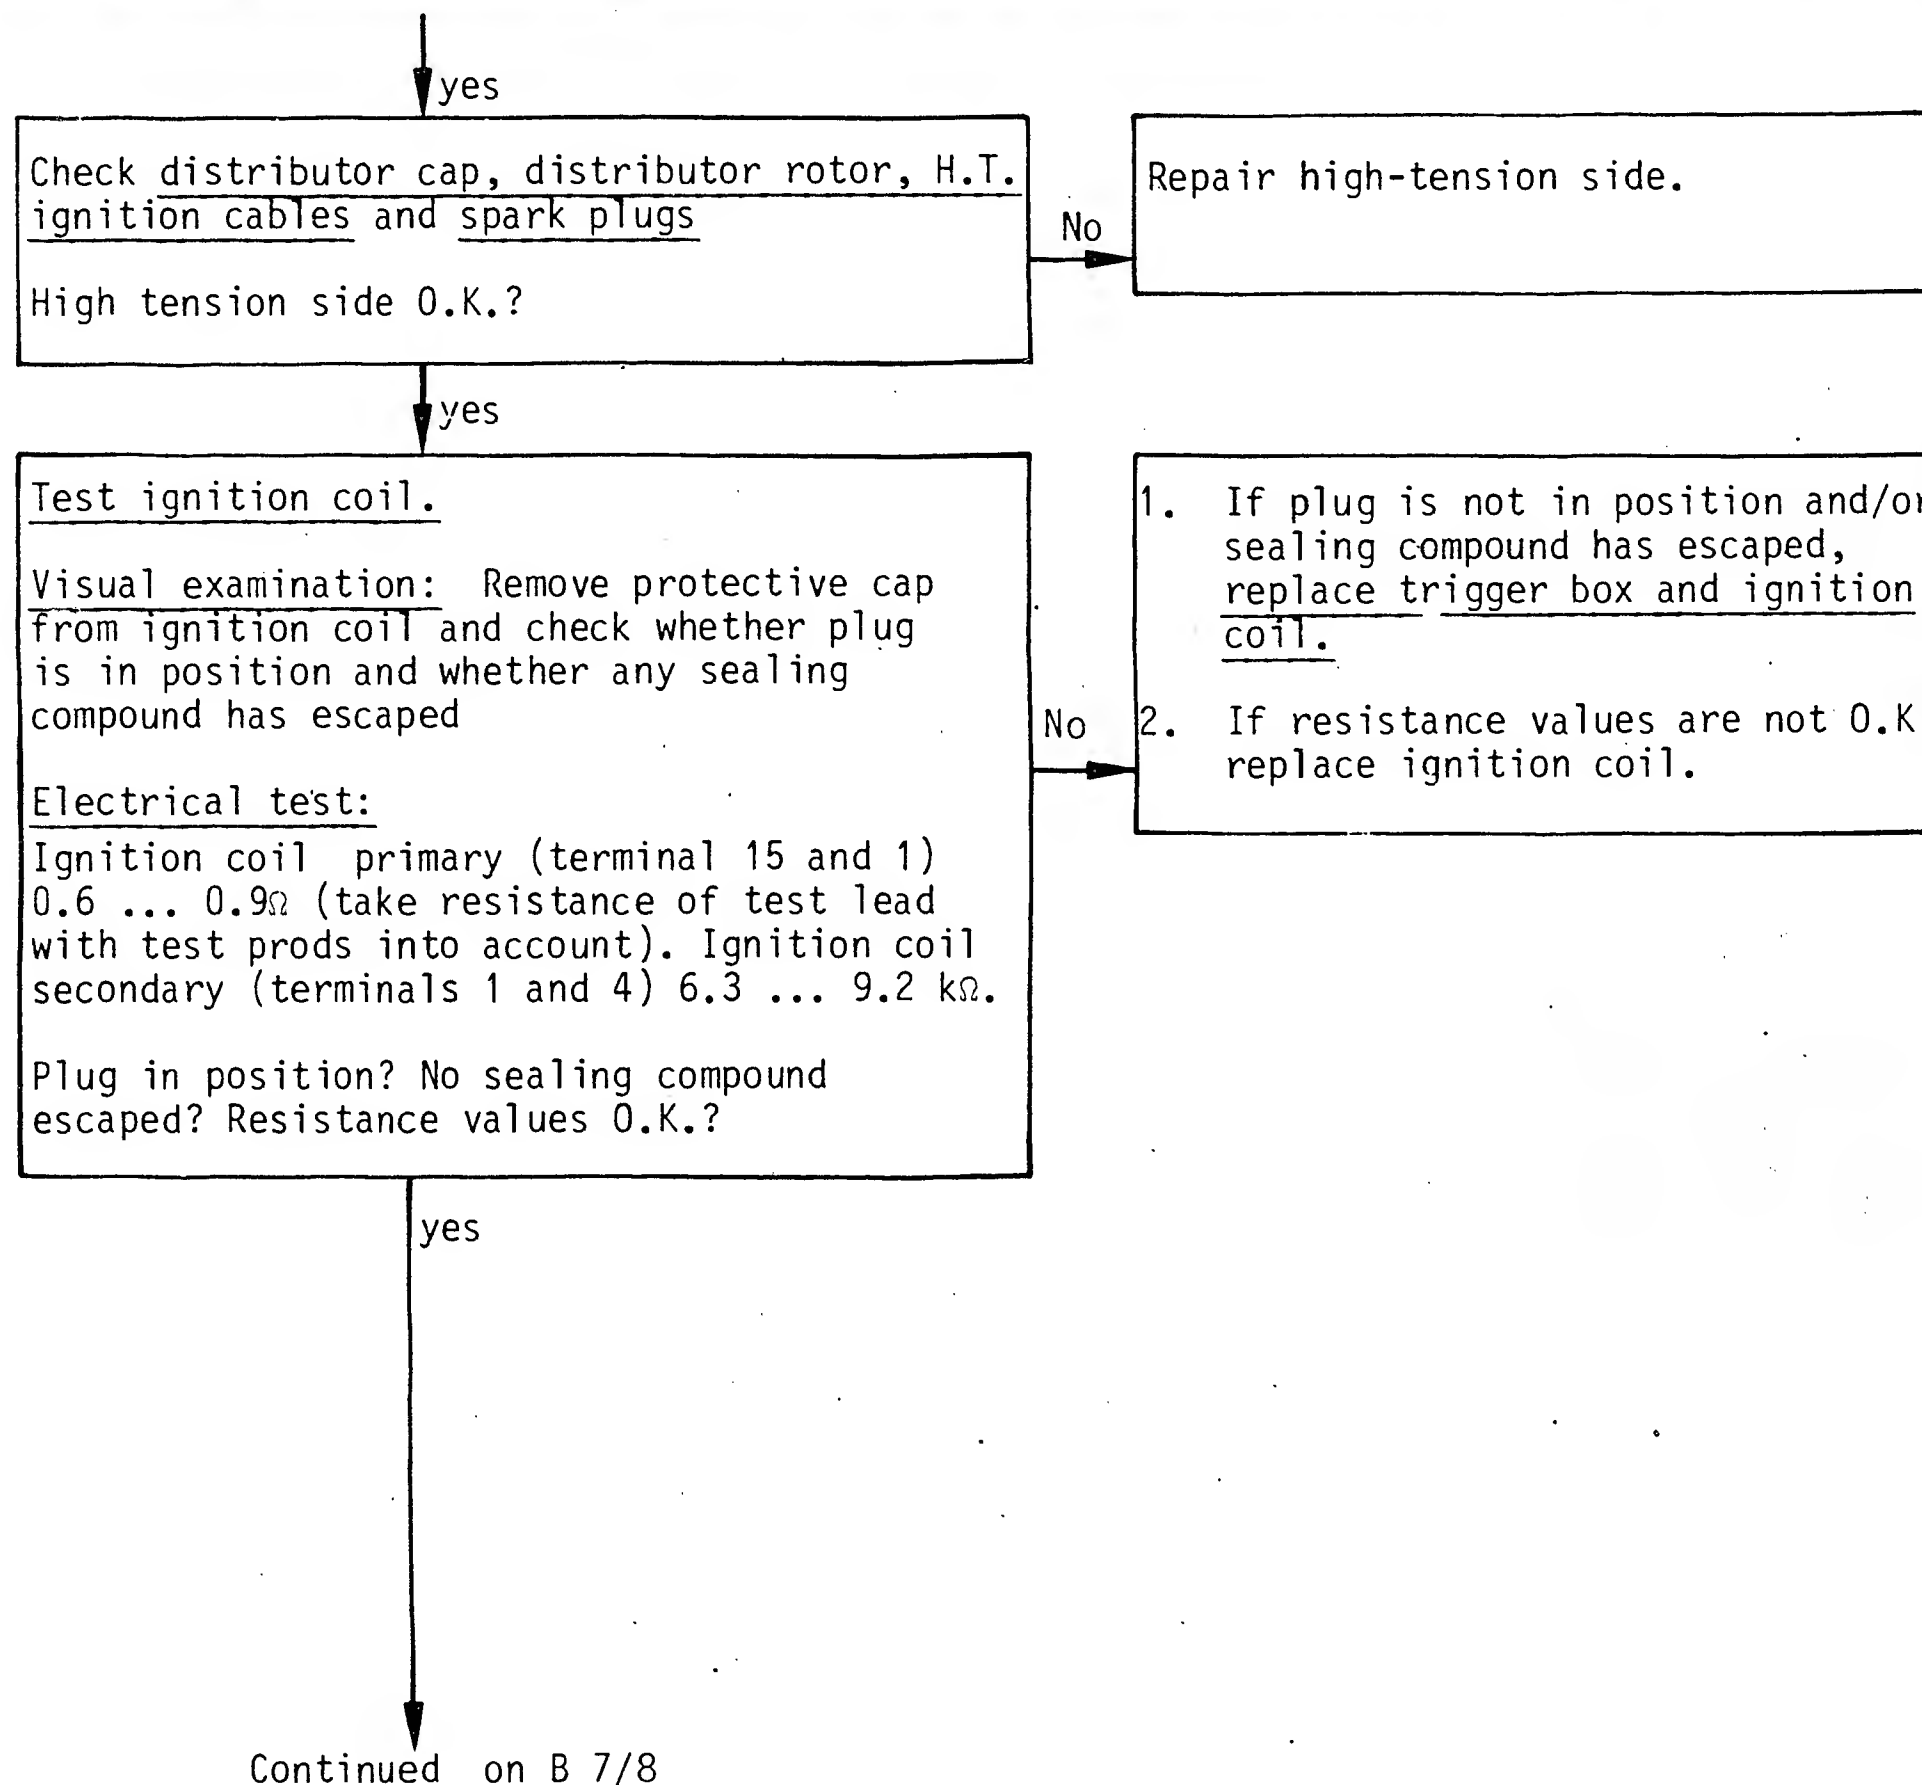 yes
Check distributor cap, distributor rotor, H.T.
ignition cables and spark plugs
High tension side O.K.?
No
Repair high-tension side.
yes
Test ignition coil.
Visual examination: Remove protective cap
from ignition coil and check whether plug
is in position and whether any sealing
compound has escaped
Electrical test:
Ignition coil primary (terminal 15 and 1)
0.6 ... 0.9Ω (take resistance of test lead
with test prods into account). Ignition coil
secondary (terminals 1 and 4) 6.3 ... 9.2 kΩ.
Plug in position? No sealing compound
escaped? Resistance values O.K.?
No
1. If plug is not in position and/or
sealing compound has escaped,
replace trigger box and ignition
coil.
2. If resistance values are not O.K
replace ignition coil.
yes
Continued on B 7/8